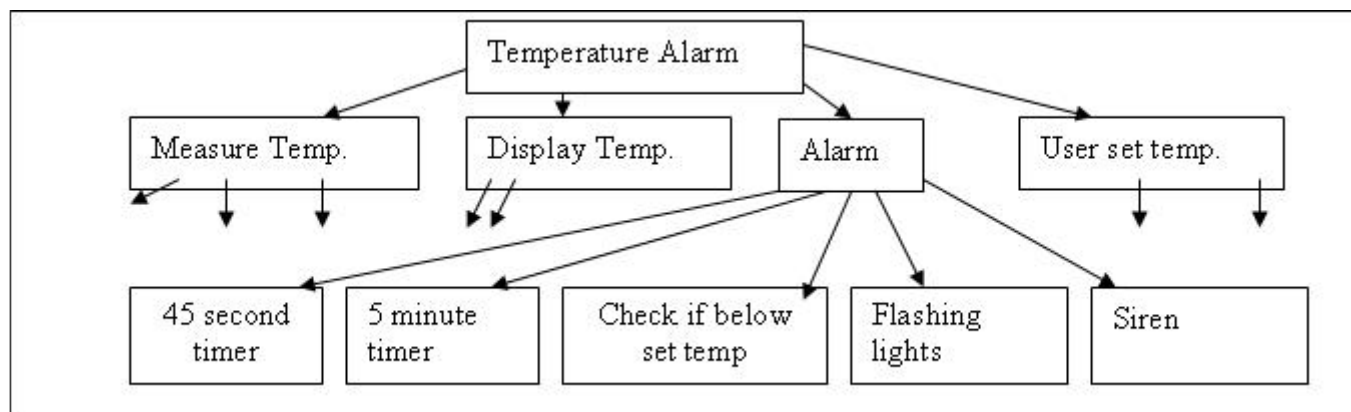 Temperature Alarm
Measure Temp.
Display Temp.
Alarm
User set temp.
45 second
timer
5 minute
timer
Check if below
set temp
Flashing
lights
Siren